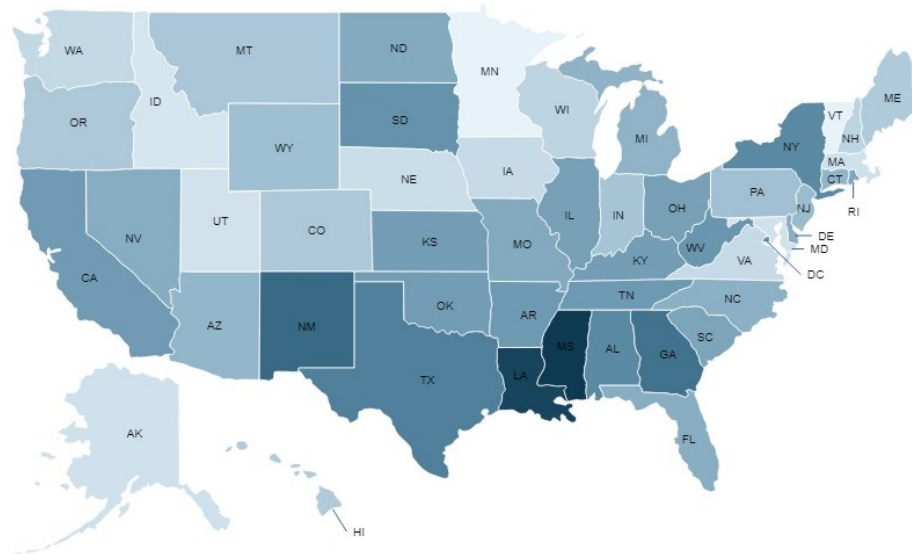 WA
MT
ND
MN
ME
ID
OR
SD
WI
VT
NH
WY
MI
NY
MA
CT
NE
IA
PA
RI
NV
UT
CO
IL
IN
OH
NJ
DE
KS
MO
WV
MD
CA
KY
VA
DC
AZ
NM
OK
AR
TN
NC
MS
AL
GA
SC
TX
LA
AK
FL
HI